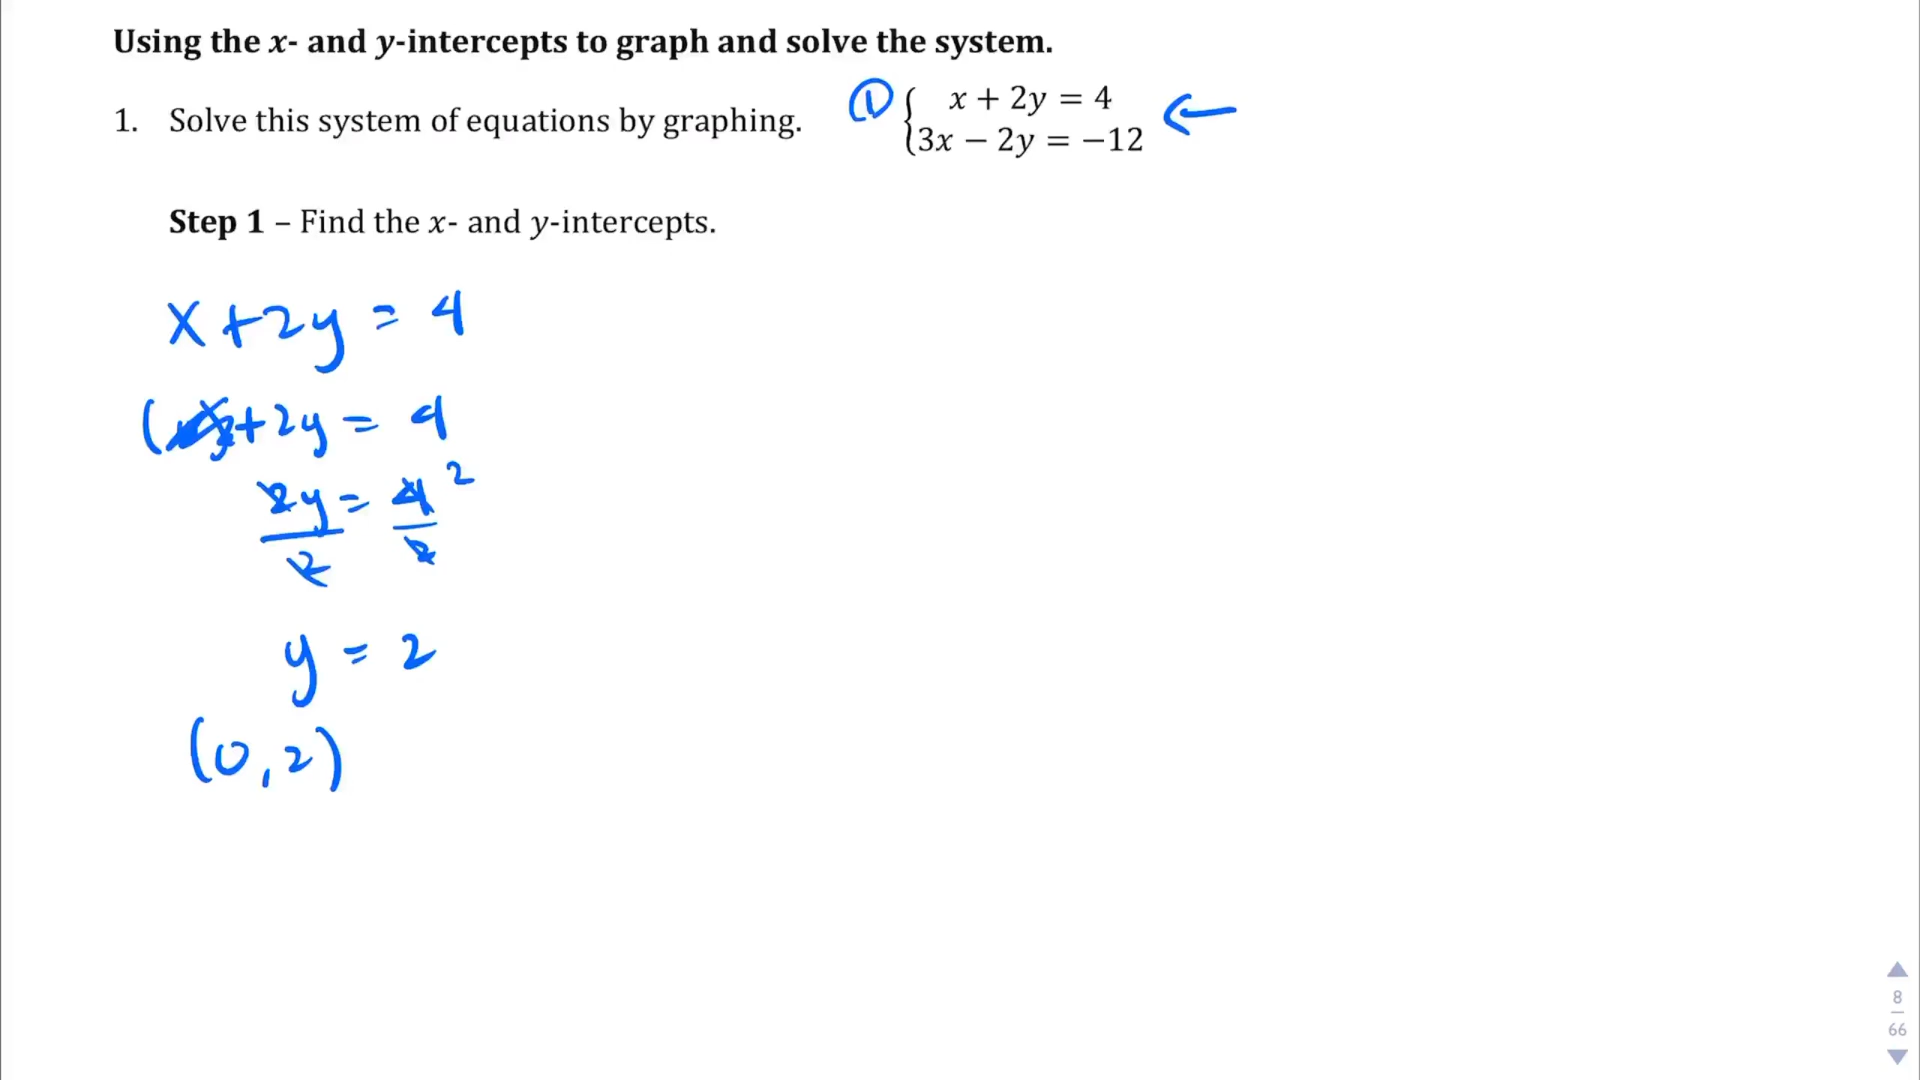 Using the x- and y-intercepts to graph and solve the system.
① x + 2y = 4 ←
1. Solve this system of equations by graphing.
3x − 2y = −12
Step 1 – Find the x- and y-intercepts.
x + 2y = 4
+ 2y = 4
2y = 4 2
2 2
y = 2
(0, 2)
8
66